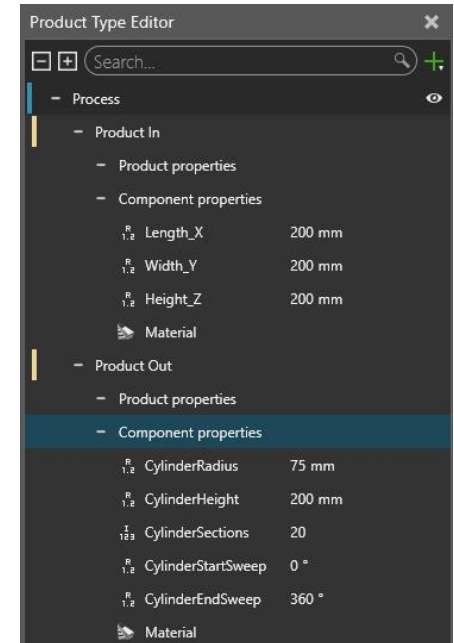 Product Type Editor
Search...
Process
Product In
Product properties
Component properties
Length_X 200 mm
Width_Y 200 mm
Height_Z 200 mm
Material
Product Out
Product properties
Component properties
CylinderRadius 75 mm
CylinderHeight 200 mm
CylinderSections 20
CylinderStartSweep 0 °
CylinderEndSweep 360 °
Material